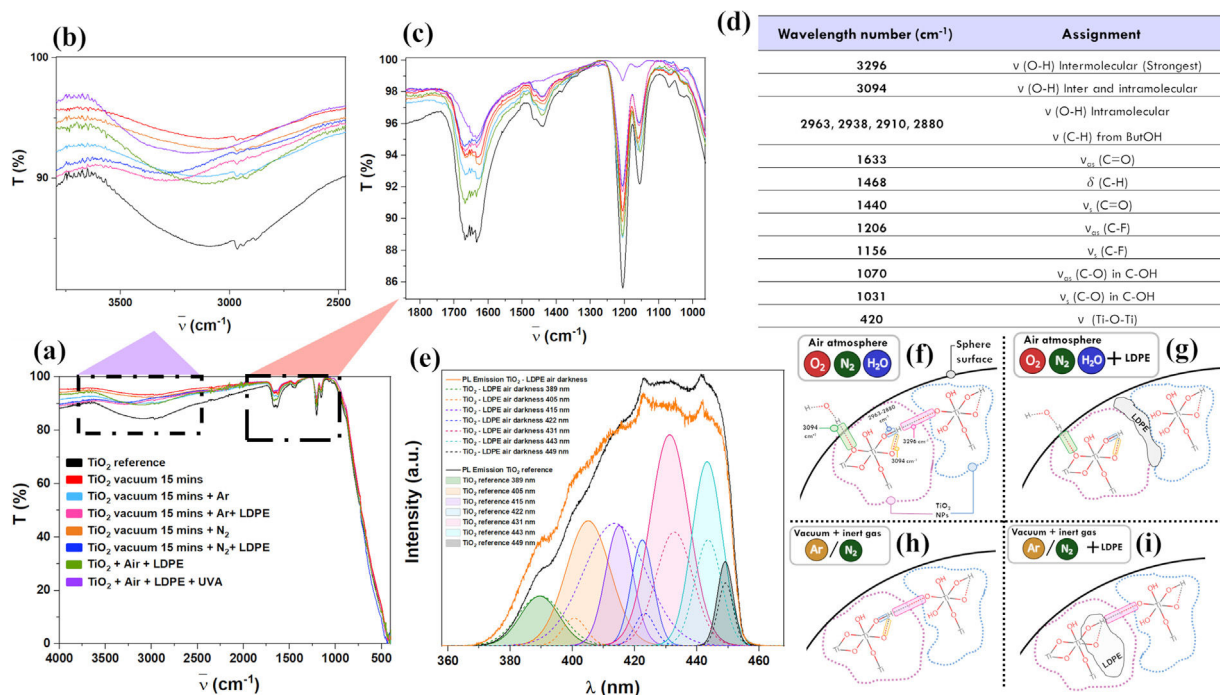 (b)
100
90
T (%)
3500
3000
2500
ν̅ (cm⁻¹)
(c)
100
98
96
94
92
90
88
86
T (%)
1800 1700 1600 1500 1400 1300 1200 1100 1000
ν̅ (cm⁻¹)
(d)
Wavelength number (cm⁻¹) Assignment
3296 ν (O-H) Intermolecular (Strongest)
3094 ν (O-H) Inter and intramolecular
2963, 2938, 2910, 2880 ν (O-H) Intramolecular
ν (C-H) from ButOH
1633 νas (C=O)
1468 δ (C-H)
1440 νs (C=O)
1206 νas (C-F)
1156 νs (C-F)
1070 νas (C-O) in C-OH
1031 νs (C-O) in C-OH
420 ν (Ti-O-Ti)
(a)
100
90
80
70
60
50
40
30
20
10
0
T (%)
TiO₂ reference
TiO₂ vacuum 15 mins
TiO₂ vacuum 15 mins + Ar
TiO₂ vacuum 15 mins + Ar+ LDPE
TiO₂ vacuum 15 mins + N₂
TiO₂ vacuum 15 mins + N₂+ LDPE
TiO₂ + Air + LDPE
TiO₂ + Air + LDPE + UVA
4000 3500 3000 2500 2000 1500 1000 500
ν̅ (cm⁻¹)
(e)
Intensity (a.u.)
PL Emission TiO₂ - LDPE air darkness
TiO₂ - LDPE air darkness 389 nm
TiO₂ - LDPE air darkness 405 nm
TiO₂ - LDPE air darkness 415 nm
TiO₂ - LDPE air darkness 422 nm
TiO₂ - LDPE air darkness 431 nm
TiO₂ - LDPE air darkness 443 nm
TiO₂ - LDPE air darkness 449 nm
PL Emission TiO₂ reference
TiO₂ reference 389 nm
TiO₂ reference 405 nm
TiO₂ reference 415 nm
TiO₂ reference 422 nm
TiO₂ reference 431 nm
TiO₂ reference 443 nm
TiO₂ reference 449 nm
360 380 400 420 440 460
λ (nm)
Air atmosphere
O₂ N₂ H₂O
Sphere
surface
(f)
3094
cm⁻¹
2963-2880
cm⁻¹
3296 cm⁻¹
3094 cm⁻¹
TiO₂
NPs
Air atmosphere
O₂ N₂ H₂O + LDPE
(g)
LDPE
Vacuum + inert gas
Ar / N₂
(h)
Vacuum + inert gas
Ar / N₂ + LDPE
(i)
LDPE